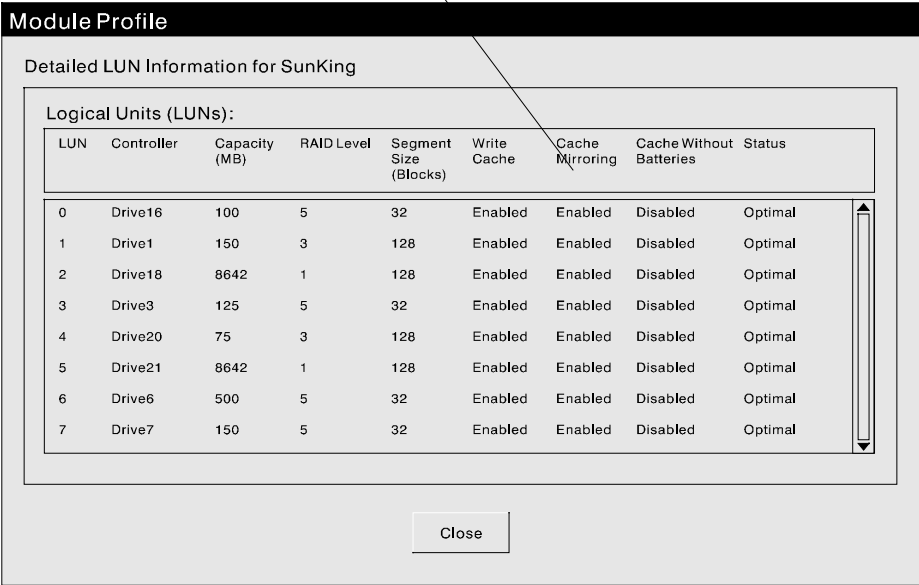 Module Profile
Detailed LUN Information for SunKing
Logical Units (LUNs):
LUN Controller Capacity (MB) RAID Level Segment Size (Blocks) Write Cache Cache Mirroring Cache Without Batteries Status
0 Drive16 100 5 32 Enabled Enabled Disabled Optimal
1 Drive1 150 3 128 Enabled Enabled Disabled Optimal
2 Drive18 8642 1 128 Enabled Enabled Disabled Optimal
3 Drive3 125 5 32 Enabled Enabled Disabled Optimal
4 Drive20 75 3 128 Enabled Enabled Disabled Optimal
5 Drive21 8642 1 128 Enabled Enabled Disabled Optimal
6 Drive6 500 5 32 Enabled Enabled Disabled Optimal
7 Drive7 150 5 32 Enabled Enabled Disabled Optimal
Close